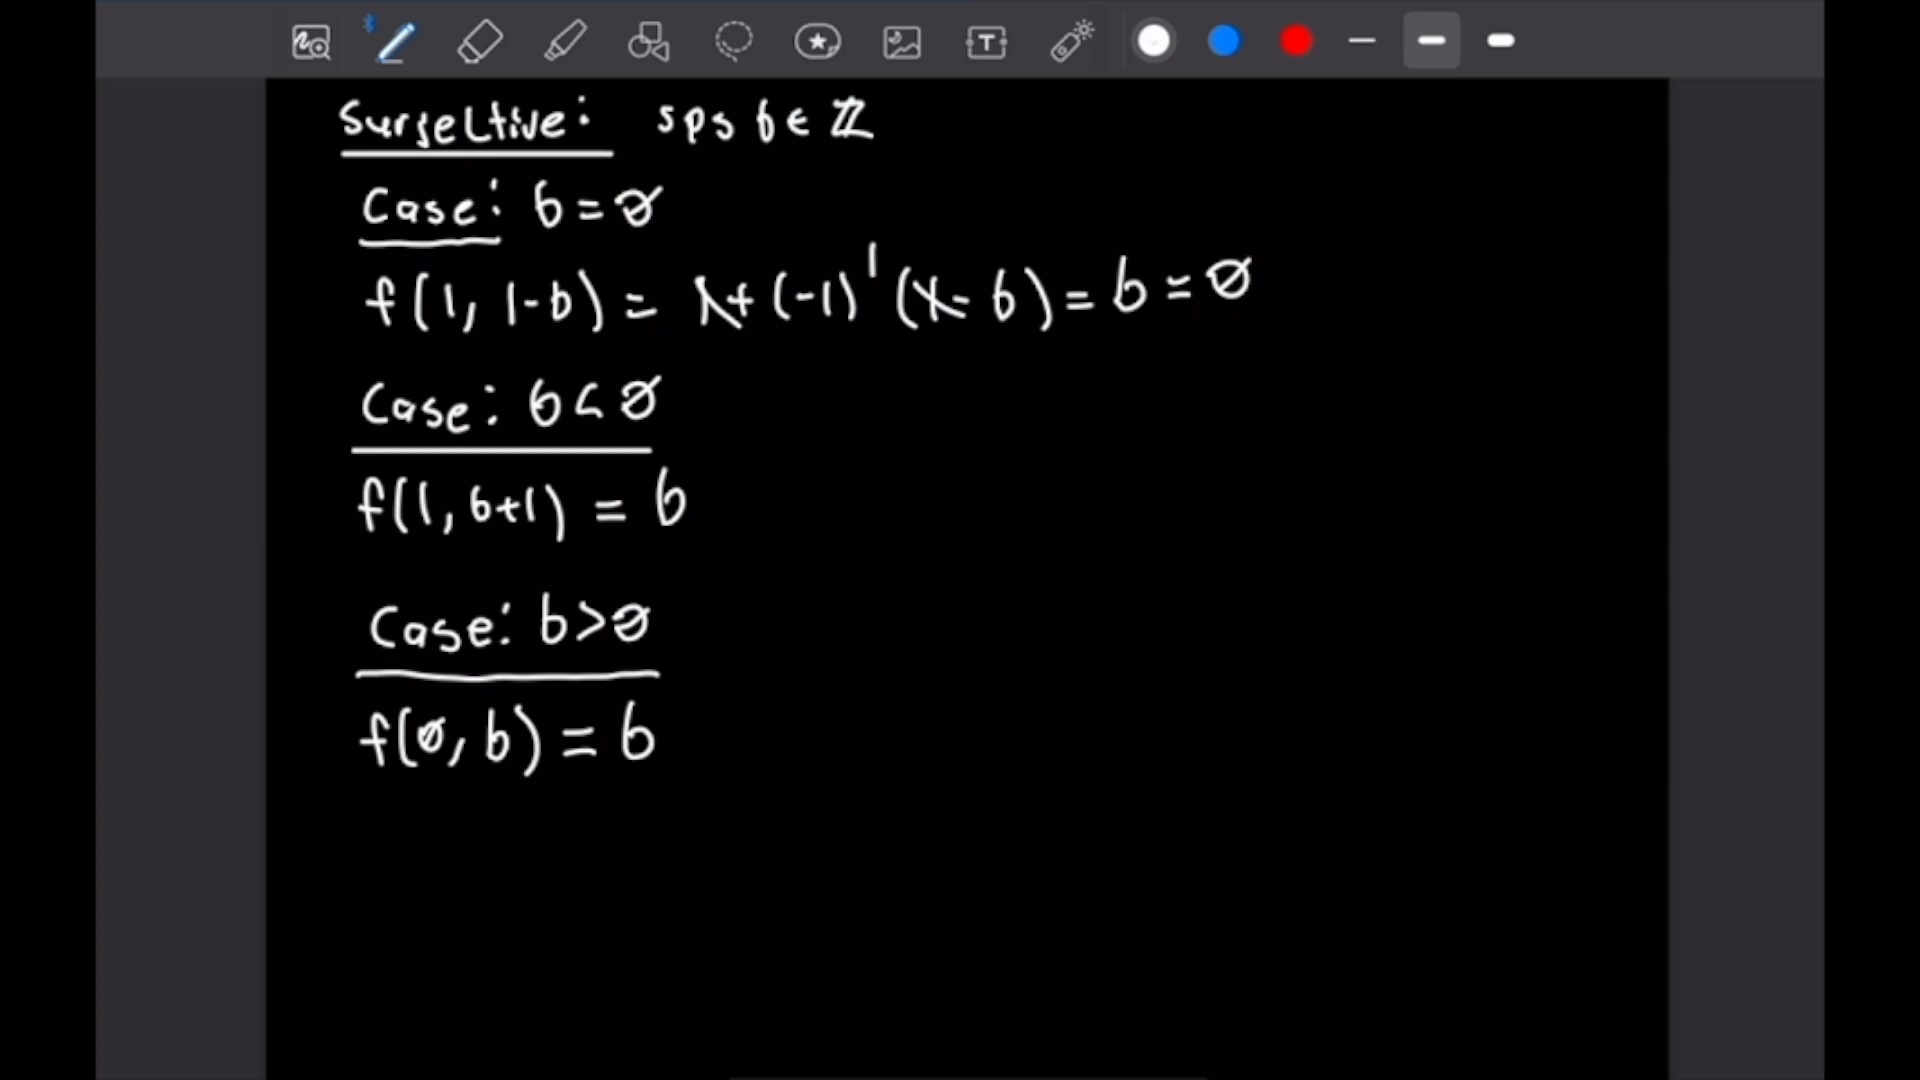 Surjective: sps b ∈ ℤ
Case: b = 0
f(1, 1-b) = 1+(-1)^1 (1-b) = b = 0
Case: b < 0
f(1, b+1) = b
Case: b > 0
f(0, b) = b